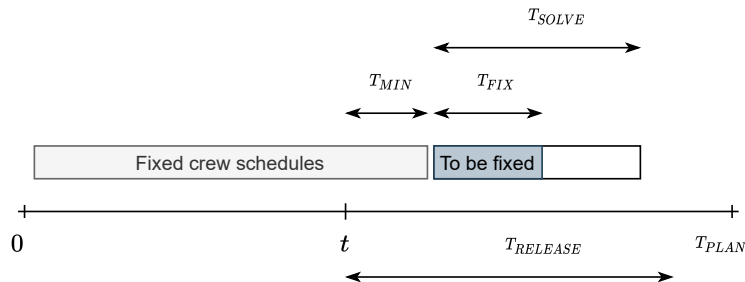 T_SOLVE
T_MIN T_FIX
Fixed crew schedules To be fixed
0 t T_RELEASE T_PLAN